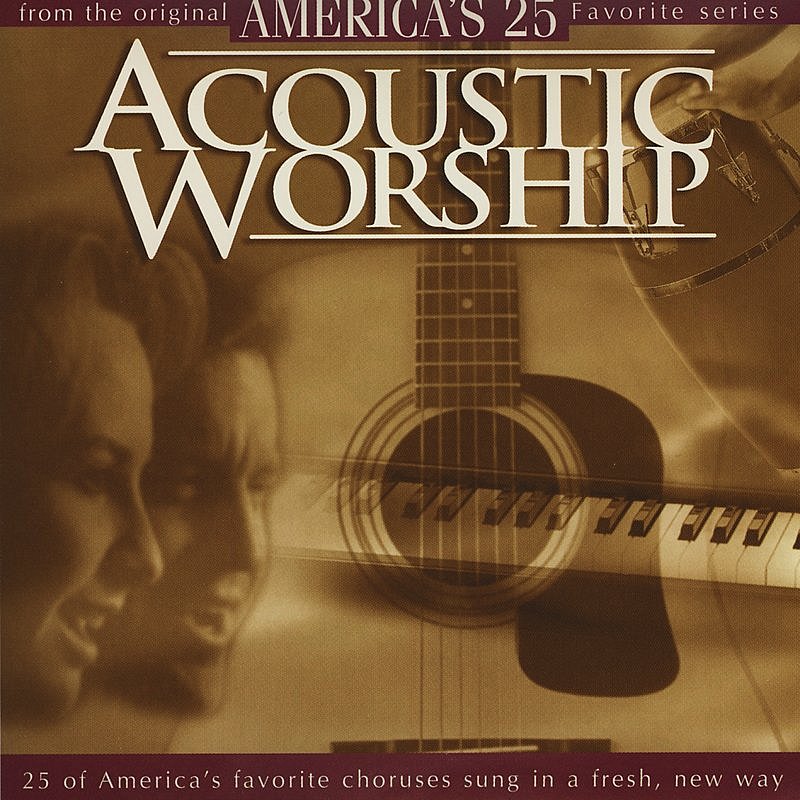 from the original AMERICA'S 25 Favorite series
ACOUSTIC
WORSHIP
25 of America's favorite choruses sung in a fresh, new way